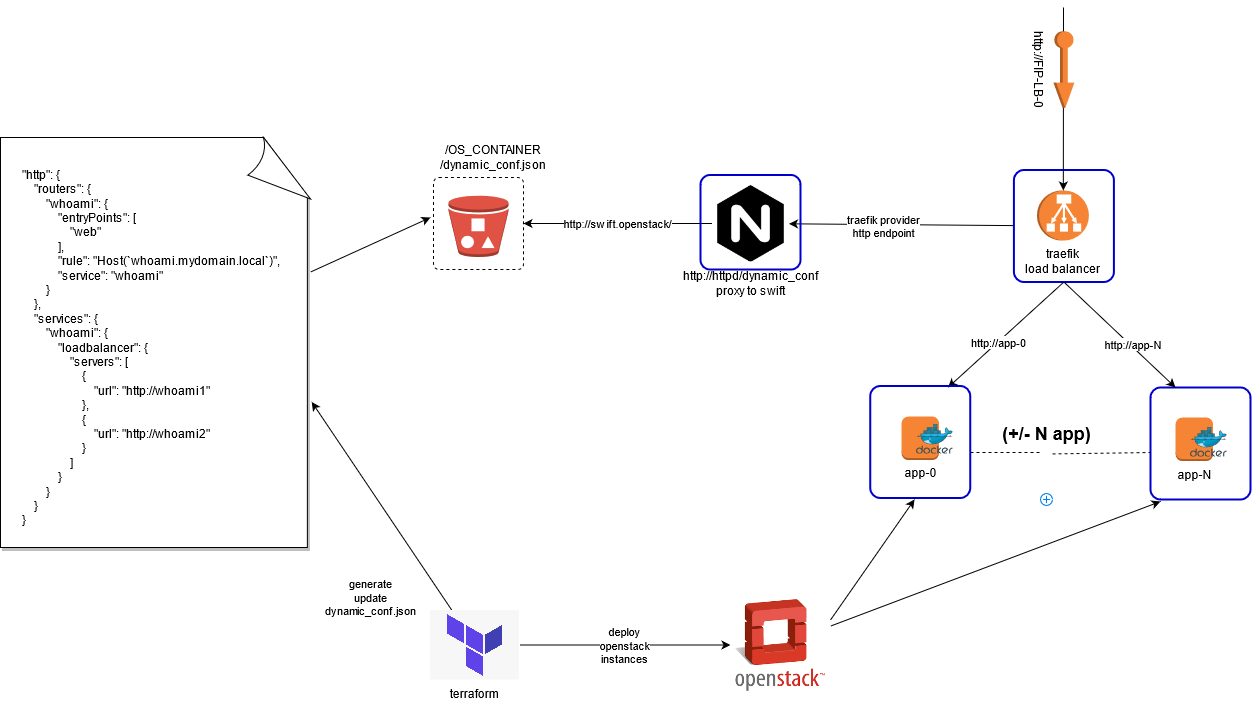 http://FIP-LB-0
/OS_CONTAINER
/dynamic_conf.json
"http": {
"routers": {
"whoami": {
"entryPoints": [
"web"
],
"rule": "Host(`whoami.mydomain.local`)",
"service": "whoami"
}
},
"services": {
"whoami": {
"loadbalancer": {
"servers": [
{
"url": "http://whoami1"
},
{
"url": "http://whoami2"
}
]
}
}
}
}
http://swift.openstack/
N
http://httpd/dynamic_conf
proxy to swift
traefik provider
http endpoint
traefik
load balancer
http://app-0
http://app-N
docker
app-0
(+/- N app)
docker
app-N
generate
update
dynamic_conf.json
terraform
deploy
openstack
instances
openstack™